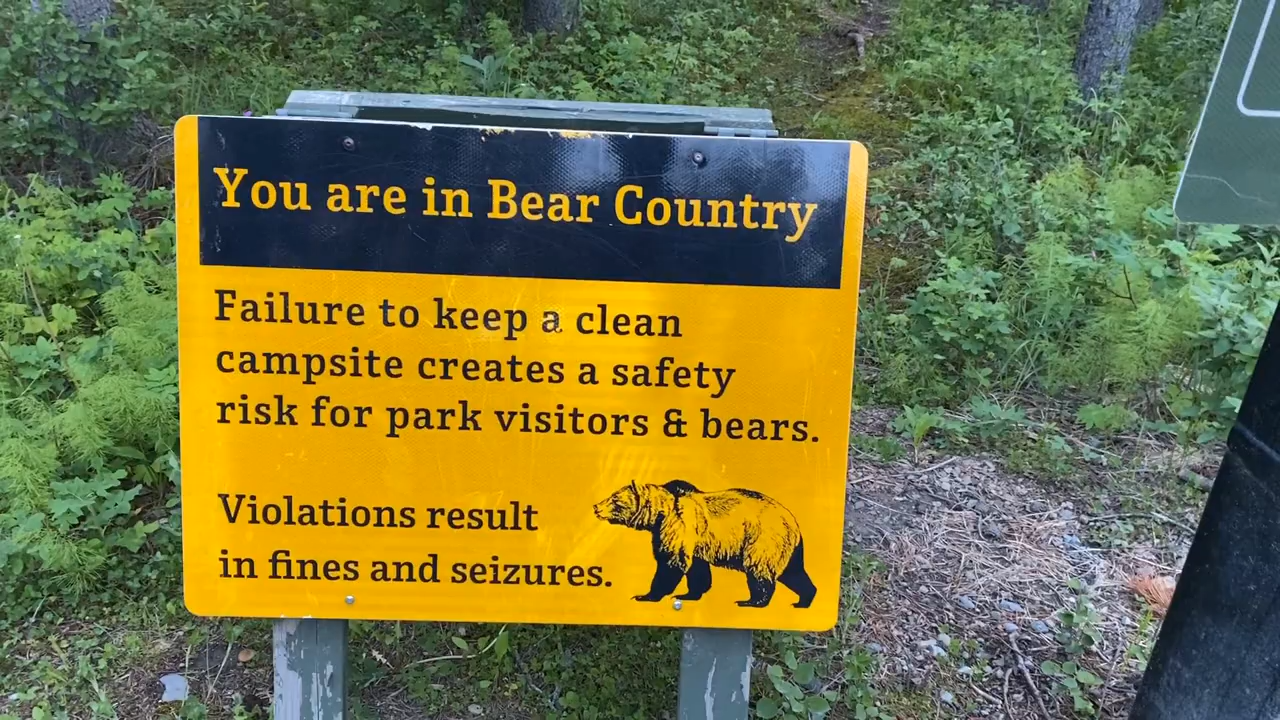 You are in Bear Country
Failure to keep a clean
campsite creates a safety
risk for park visitors & bears.
Violations result
in fines and seizures.